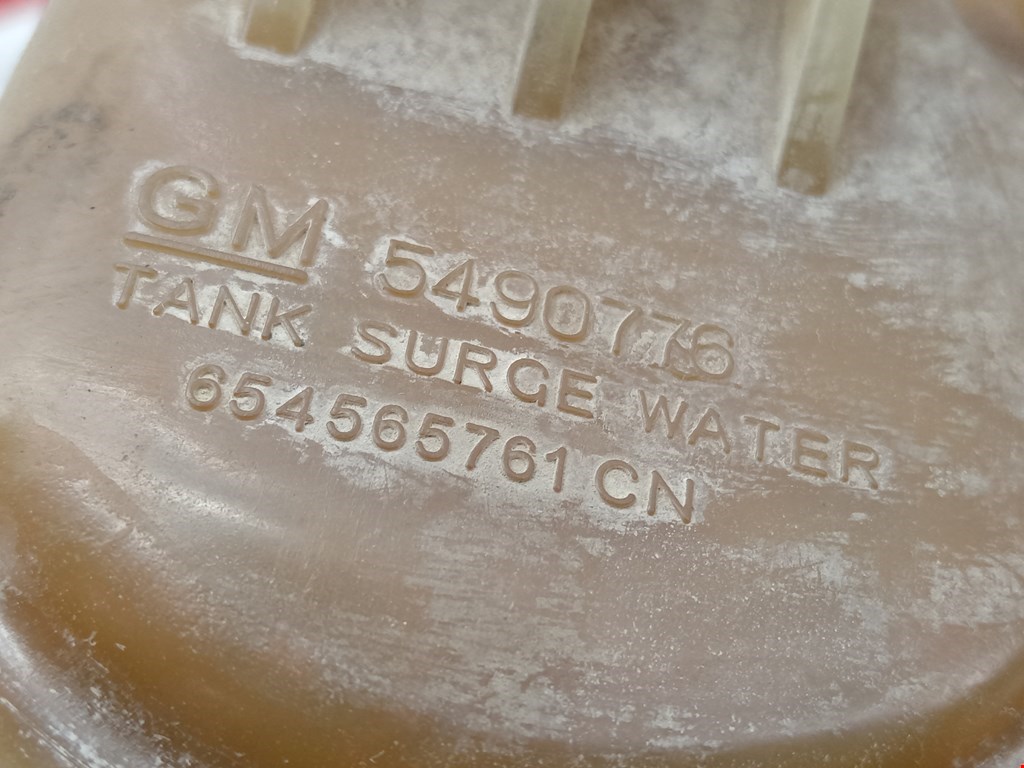 GM 5490776
TANK SURGE WATER
654565761 CN